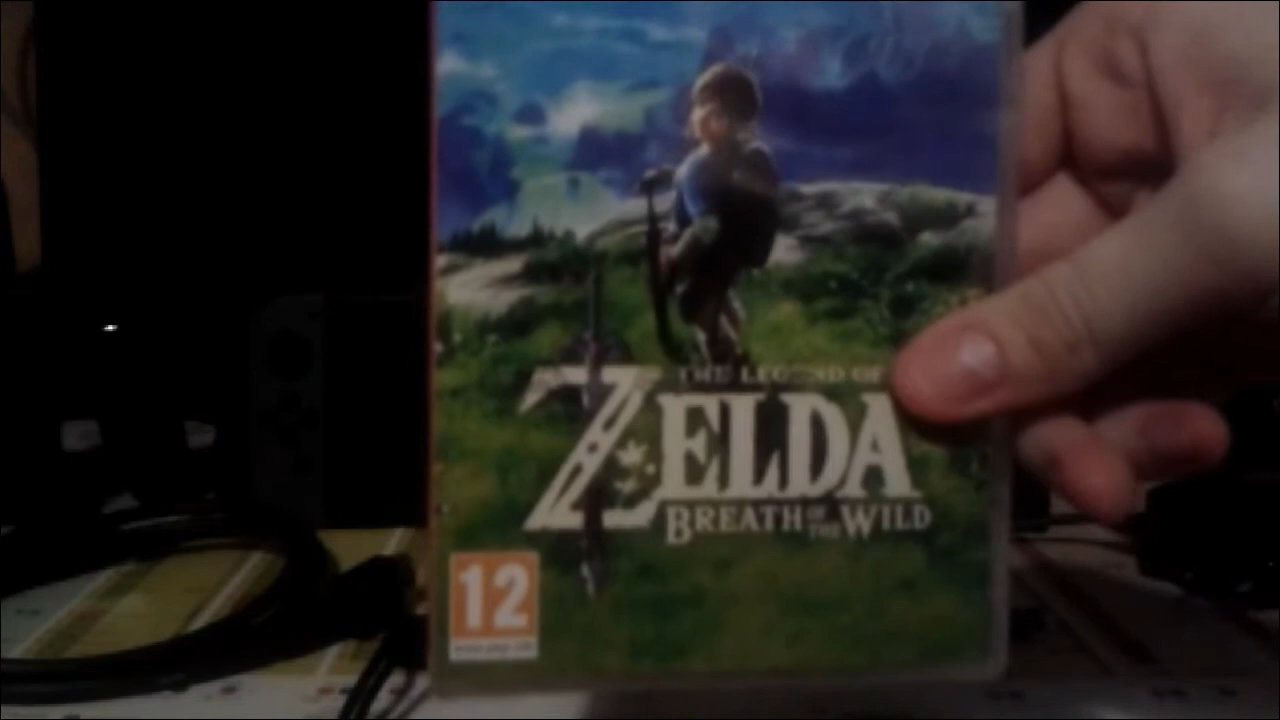 THE LEGEND OF
ZELDA
BREATH OF THE WILD
12